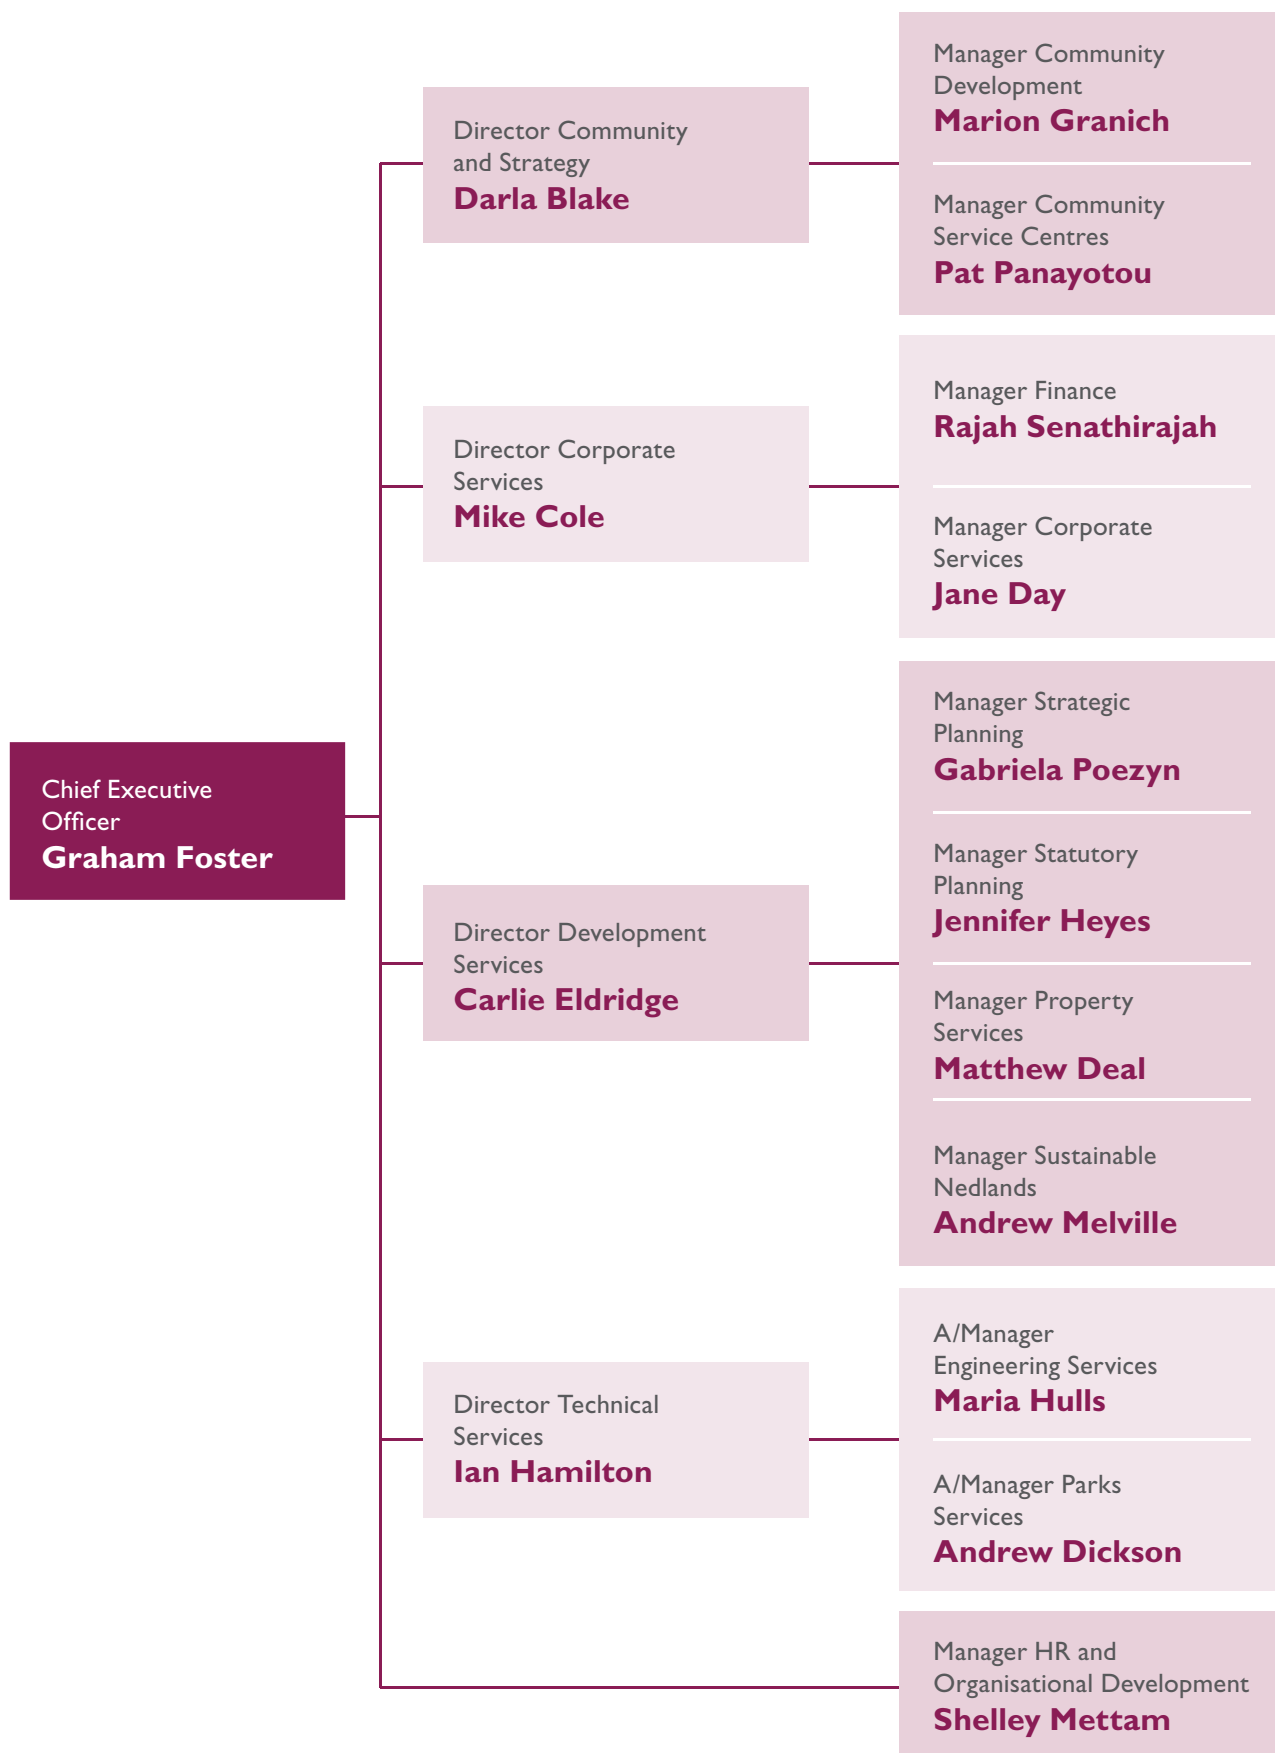 Chief Executive
Officer
Graham Foster
Director Community
and Strategy
Darla Blake
Manager Community
Development
Marion Granich
Manager Community
Service Centres
Pat Panayotou
Director Corporate
Services
Mike Cole
Manager Finance
Rajah Senathirajah
Manager Corporate
Services
Jane Day
Director Development
Services
Carlie Eldridge
Manager Strategic
Planning
Gabriela Poezyn
Manager Statutory
Planning
Jennifer Heyes
Manager Property
Services
Matthew Deal
Manager Sustainable
Nedlands
Andrew Melville
Director Technical
Services
Ian Hamilton
A/Manager
Engineering Services
Maria Hulls
A/Manager Parks
Services
Andrew Dickson
Manager HR and
Organisational Development
Shelley Mettam